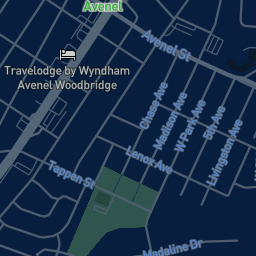 Avenel
Avenel St
Travelodge by Wyndham
Avenel Woodbridge
Chase Ave
Madison Ave
W Park Ave
5th Ave
Livingston Ave
Lenox Ave
Tappen St
Madaline Dr